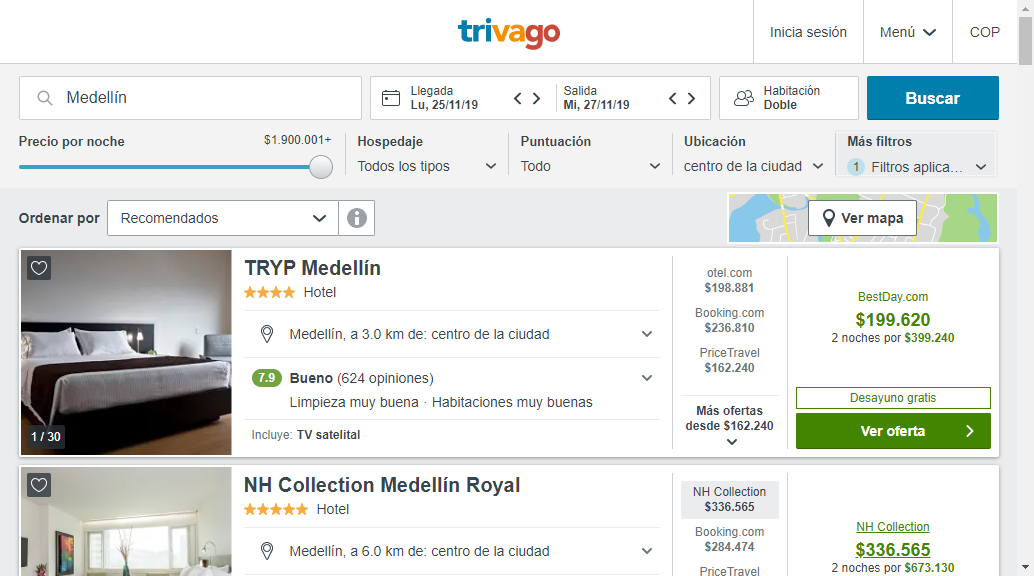 trivago
Inicia sesión
Menú
COP
Medellín
Llegada
Lu, 25/11/19
Salida
Mi, 27/11/19
Habitación
Doble
Buscar
Precio por noche
$1.900.001+
Hospedaje
Todos los tipos
Puntuación
Todo
Ubicación
centro de la ciudad
Más filtros
1 Filtros aplica...
Ordenar por
Recomendados
Ver mapa
TRYP Medellín
Hotel
Medellín, a 3.0 km de: centro de la ciudad
7.9 Bueno (624 opiniones)
Limpieza muy buena · Habitaciones muy buenas
Incluye: TV satelital
1 / 30
otel.com
$198.881
Booking.com
$236.810
PriceTravel
$162.240
Más ofertas
desde $162.240
BestDay.com
$199.620
2 noches por $399.240
Desayuno gratis
Ver oferta
NH Collection Medellín Royal
Hotel
Medellín, a 6.0 km de: centro de la ciudad
NH Collection
$336.565
Booking.com
$284.474
PriceTravel
NH Collection
$336.565
2 noches por $673.130